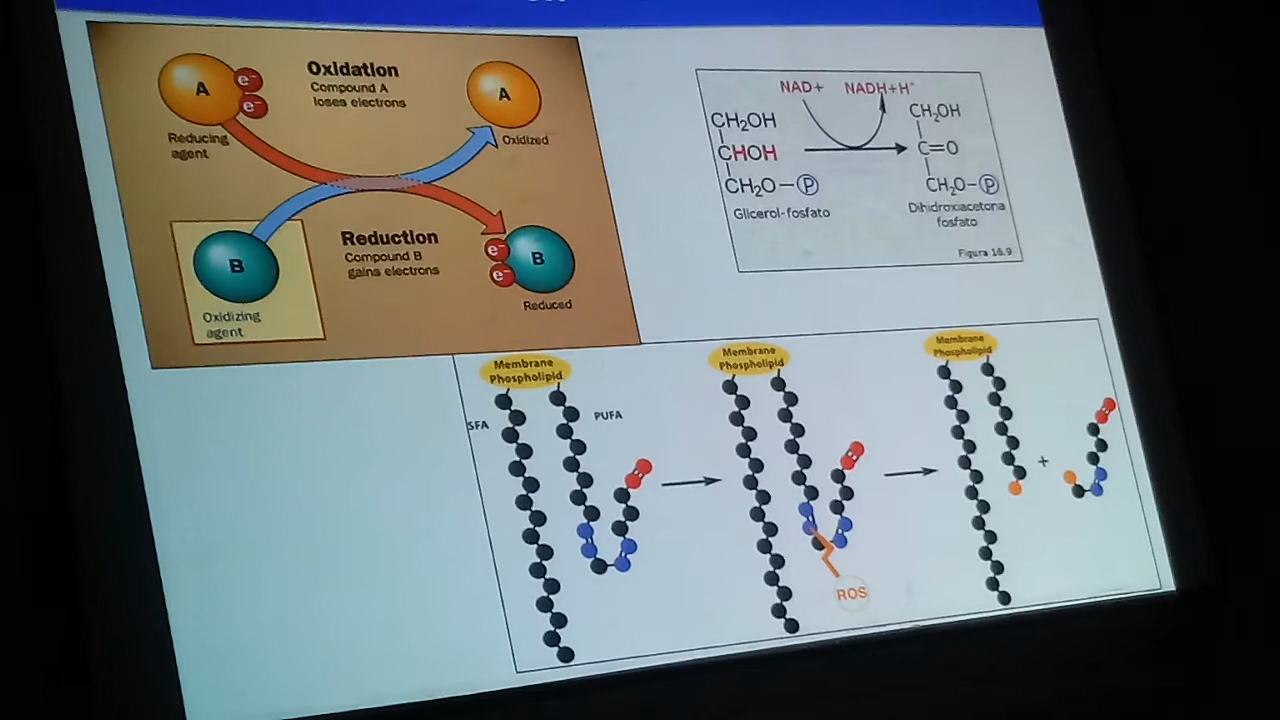 A
e-
e-
Oxidation
Compound A
loses electrons
A
Reducing
agent
Oxidized
B
Reduction
Compound B
gains electrons
e-
e-
B
Oxidizing
agent
Reduced
NAD+ NADH+H+
CH2OH
CHOH
CH2O-P
Glicerol-fosfato
CH2OH
C=O
CH2O-P
Dihidroxiacetona
fosfato
Figura 16.9
Membrane
Phospholipid
SFA
PUFA
Membrane
Phospholipid
ROS
Membrane
Phospholipid
+